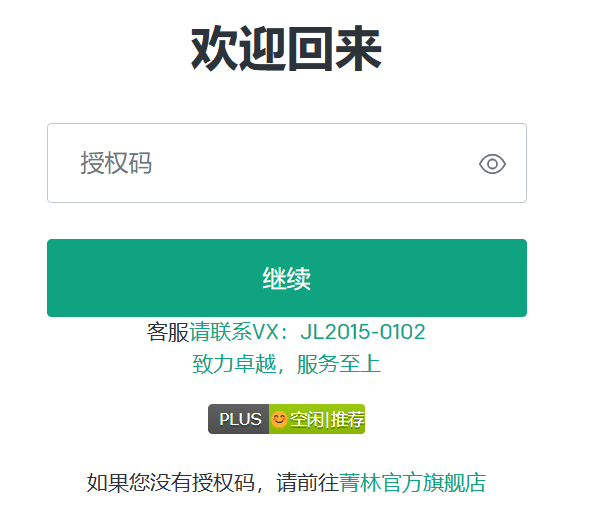 欢迎回来
授权码
继续
客服请联系VX：JL2015-0102
致力卓越，服务至上
PLUS 😊空闲|推荐
如果您没有授权码，请前往菁林官方旗舰店